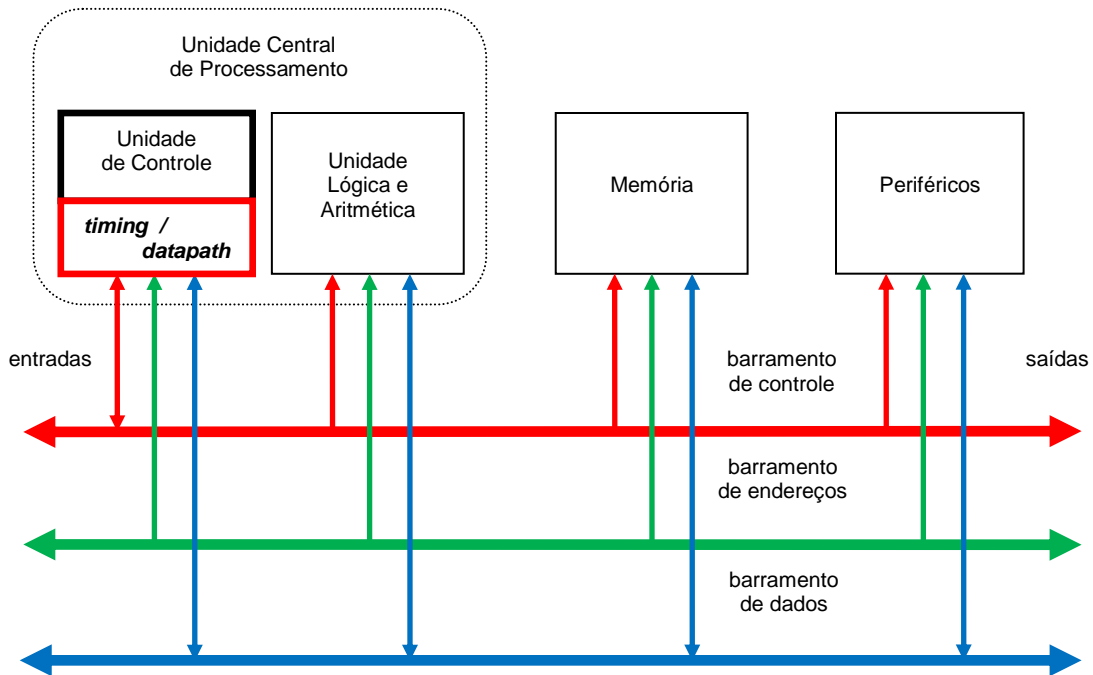 Unidade Central
de Processamento
Unidade
de Controle
timing /
datapath
Unidade
Lógica e
Aritmética
Memória
Periféricos
entradas
barramento
de controle
saídas
barramento
de endereços
barramento
de dados